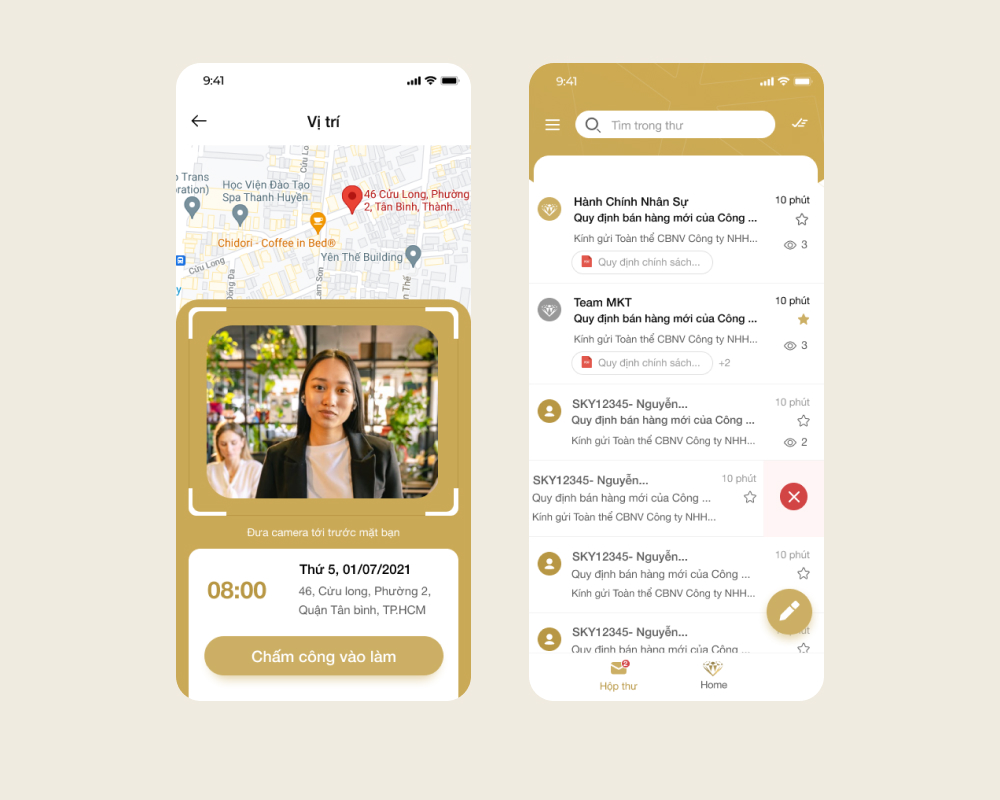 9:41
Vị trí
Trans
oration)
Học Viện Đào Tạo
Spa Thanh Huyền
Cửu Lo
46 Cửu Long, Phường
2, Tân Bình, Thành...
Chidori - Coffee in Bed®
Yên Thế Building
Cửu Long
Đống Đa
Lam Sơn
n Thế
Đưa camera tới trước mặt bạn
08:00
Thứ 5, 01/07/2021
46, Cửu long, Phường 2,
Quận Tân bình, TP.HCM
Chấm công vào làm
9:41
Tìm trong thư
Hành Chính Nhân Sự
10 phút
Quy định bán hàng mới của Công ...
Kính gửi Toàn thể CBNV Công ty NHH...
3
Quy định chính sách...
Team MKT
10 phút
Quy định bán hàng mới của Công ...
Kính gửi Toàn thể CBNV Công ty NHH...
3
Quy định chính sách...
+2
SKY12345- Nguyễn...
10 phút
Quy định bán hàng mới của Công ...
Kính gửi Toàn thể CBNV Công ty NHH...
2
SKY12345- Nguyễn...
10 phút
Quy định bán hàng mới của Công ...
Kính gửi Toàn thể CBNV Công ty NHH...
SKY12345- Nguyễn...
10 phút
Quy định bán hàng mới của Công ...
Kính gửi Toàn thể CBNV Công ty NHH...
SKY12345- Nguyễn...
Quy định bán hàng mới của Công ...
2
Hộp thư
Home